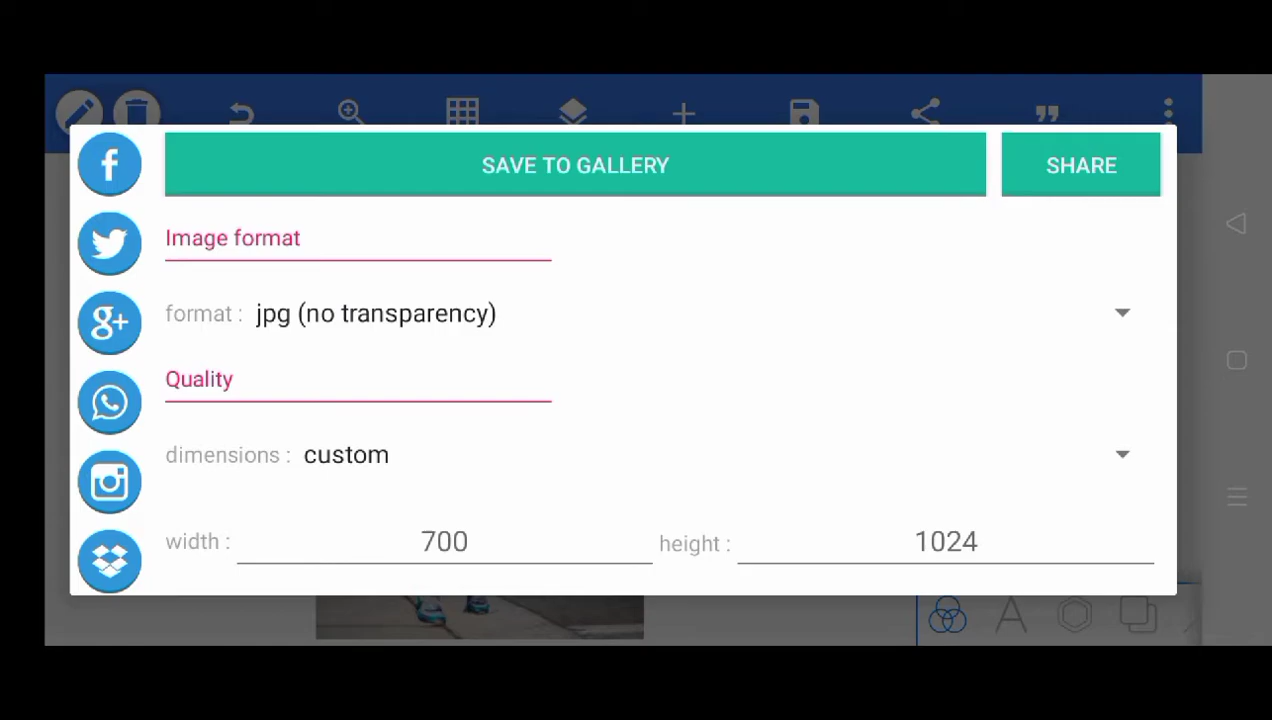 SAVE TO GALLERY
SHARE
Image format
format : jpg (no transparency)
Quality
dimensions : custom
width : 700 height : 1024